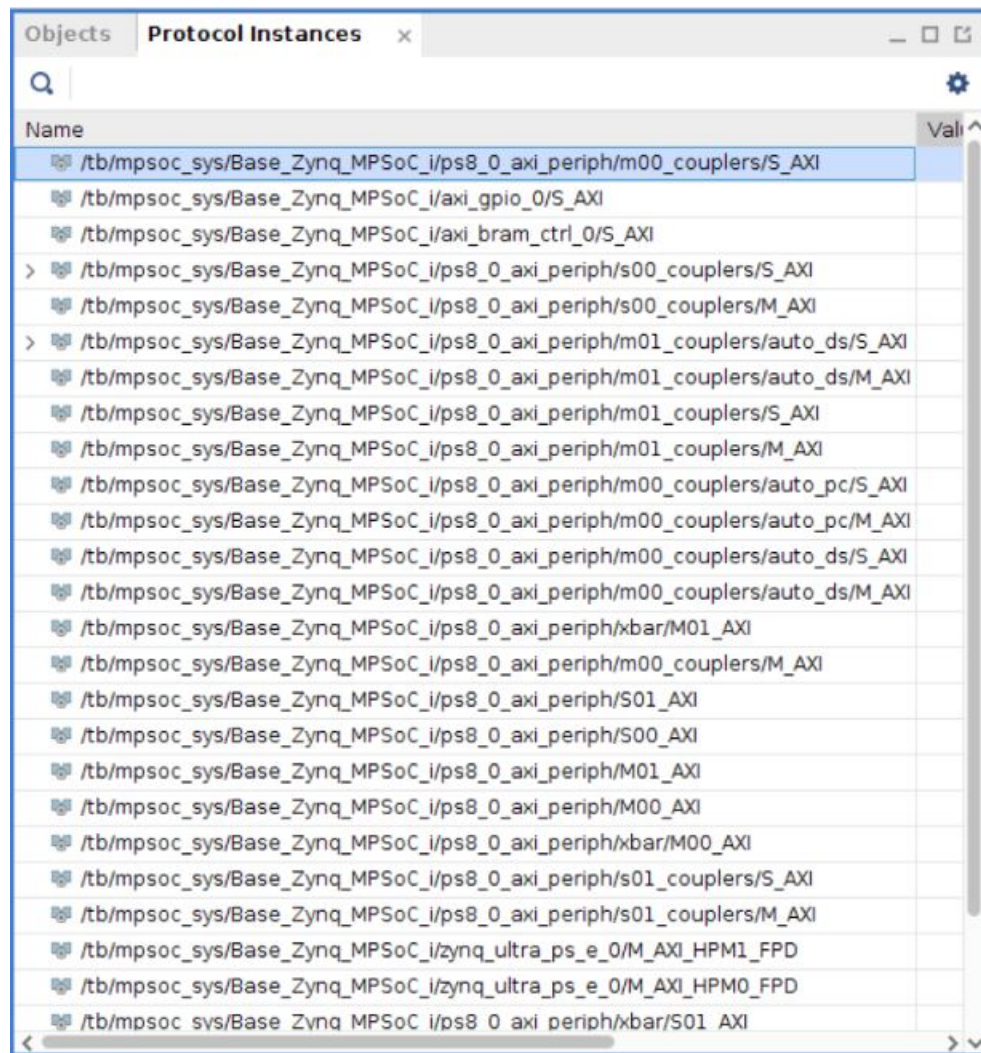 Objects Protocol Instances
Name Val
/tb/mpsoc_sys/Base_Zynq_MPSoC_i/ps8_0_axi_periph/m00_couplers/S_AXI
/tb/mpsoc_sys/Base_Zynq_MPSoC_i/axi_gpio_0/S_AXI
/tb/mpsoc_sys/Base_Zynq_MPSoC_i/axi_bram_ctrl_0/S_AXI
/tb/mpsoc_sys/Base_Zynq_MPSoC_i/ps8_0_axi_periph/s00_couplers/S_AXI
/tb/mpsoc_sys/Base_Zynq_MPSoC_i/ps8_0_axi_periph/s00_couplers/M_AXI
/tb/mpsoc_sys/Base_Zynq_MPSoC_i/ps8_0_axi_periph/m01_couplers/auto_ds/S_AXI
/tb/mpsoc_sys/Base_Zynq_MPSoC_i/ps8_0_axi_periph/m01_couplers/auto_ds/M_AXI
/tb/mpsoc_sys/Base_Zynq_MPSoC_i/ps8_0_axi_periph/m01_couplers/S_AXI
/tb/mpsoc_sys/Base_Zynq_MPSoC_i/ps8_0_axi_periph/m01_couplers/M_AXI
/tb/mpsoc_sys/Base_Zynq_MPSoC_i/ps8_0_axi_periph/m00_couplers/auto_pc/S_AXI
/tb/mpsoc_sys/Base_Zynq_MPSoC_i/ps8_0_axi_periph/m00_couplers/auto_pc/M_AXI
/tb/mpsoc_sys/Base_Zynq_MPSoC_i/ps8_0_axi_periph/m00_couplers/auto_ds/S_AXI
/tb/mpsoc_sys/Base_Zynq_MPSoC_i/ps8_0_axi_periph/m00_couplers/auto_ds/M_AXI
/tb/mpsoc_sys/Base_Zynq_MPSoC_i/ps8_0_axi_periph/xbar/M01_AXI
/tb/mpsoc_sys/Base_Zynq_MPSoC_i/ps8_0_axi_periph/m00_couplers/M_AXI
/tb/mpsoc_sys/Base_Zynq_MPSoC_i/ps8_0_axi_periph/S01_AXI
/tb/mpsoc_sys/Base_Zynq_MPSoC_i/ps8_0_axi_periph/S00_AXI
/tb/mpsoc_sys/Base_Zynq_MPSoC_i/ps8_0_axi_periph/M01_AXI
/tb/mpsoc_sys/Base_Zynq_MPSoC_i/ps8_0_axi_periph/M00_AXI
/tb/mpsoc_sys/Base_Zynq_MPSoC_i/ps8_0_axi_periph/xbar/M00_AXI
/tb/mpsoc_sys/Base_Zynq_MPSoC_i/ps8_0_axi_periph/s01_couplers/S_AXI
/tb/mpsoc_sys/Base_Zynq_MPSoC_i/ps8_0_axi_periph/s01_couplers/M_AXI
/tb/mpsoc_sys/Base_Zynq_MPSoC_i/zynq_ultra_ps_e_0/M_AXI_HPM1_FPD
/tb/mpsoc_sys/Base_Zynq_MPSoC_i/zynq_ultra_ps_e_0/M_AXI_HPM0_FPD
/tb/mpsoc_sys/Base_Zynq_MPSoC_i/ps8_0_axi_periph/xbar/S01_AXI